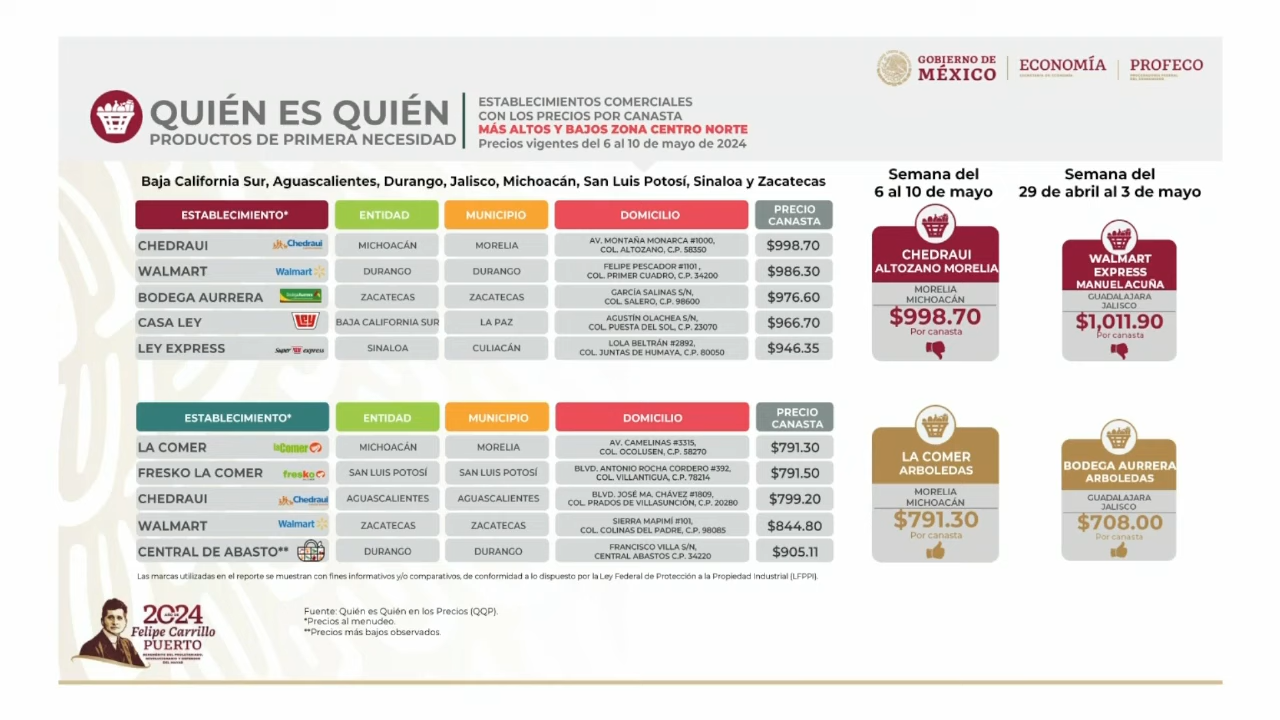 GOBIERNO DE
MÉXICO
ECONOMÍA
PROFECO
QUIÉN ES QUIÉN
PRODUCTOS DE PRIMERA NECESIDAD
ESTABLECIMIENTOS COMERCIALES
CON LOS PRECIOS POR CANASTA
MÁS ALTOS Y BAJOS ZONA CENTRO NORTE
Precios vigentes del 6 al 10 de mayo de 2024
Baja California Sur, Aguascalientes, Durango, Jalisco, Michoacán, San Luis Potosí, Sinaloa y Zacatecas
ESTABLECIMIENTO* ENTIDAD MUNICIPIO DOMICILIO PRECIO CANASTA
CHEDRAUI Chedraui MICHOACÁN MORELIA AV. MONTAÑA MONARCA #1000, COL. ALTOZANO, C.P. 58350 $998.70
WALMART Walmart DURANGO DURANGO FELIPE PESCADOR #1101, COL. PRIMER CUADRO, C.P. 34200 $986.30
BODEGA AURRERA ZACATECAS ZACATECAS GARCÍA SALINAS S/N, COL. SALERO, C.P. 98600 $976.60
CASA LEY LEY BAJA CALIFORNIA SUR LA PAZ AGUSTÍN OLACHEA S/N, COL. PUESTA DEL SOL, C.P. 23070 $966.70
LEY EXPRESS Super express SINALOA CULIACÁN LOLA BELTRÁN #2892, COL. JUNTAS DE HUMAYA, C.P. 80050 $946.35
ESTABLECIMIENTO* ENTIDAD MUNICIPIO DOMICILIO PRECIO CANASTA
LA COMER laComer MICHOACÁN MORELIA AV. CAMELINAS #3315, COL. OCOLUSEN, C.P. 58270 $791.30
FRESKO LA COMER fresko SAN LUIS POTOSÍ SAN LUIS POTOSÍ BLVD. ANTONIO ROCHA CORDERO #392, COL. VILLANTIGUA, C.P. 78214 $791.50
CHEDRAUI Chedraui AGUASCALIENTES AGUASCALIENTES BLVD. JOSÉ MA. CHÁVEZ #1809, COL. PRADOS DE VILLASUNCIÓN, C.P. 20280 $799.20
WALMART Walmart ZACATECAS ZACATECAS SIERRA MAPIMÍ #101, COL. COLINAS DEL PADRE, C.P. 98085 $844.80
CENTRAL DE ABASTO** DURANGO DURANGO FRANCISCO VILLA S/N, CENTRAL ABASTOS C.P. 34220 $905.11
Las marcas utilizadas en el reporte se muestran con fines informativos y/o comparativos, de conformidad a lo dispuesto por la Ley Federal de Protección a la Propiedad Industrial (LFPPI).
Semana del
6 al 10 de mayo
CHEDRAUI
ALTOZANO MORELIA
MORELIA
MICHOACÁN
$998.70
Por canasta
LA COMER
ARBOLEDAS
MORELIA
MICHOACÁN
$791.30
Por canasta
Semana del
29 de abril al 3 de mayo
WALMART
EXPRESS
MANUEL ACUÑA
GUADALAJARA
JALISCO
$1,011.90
Por canasta
BODEGA AURRERA
ARBOLEDAS
GUADALAJARA
JALISCO
$708.00
Por canasta
2024
Felipe Carrillo
PUERTO
Fuente: Quién es Quién en los Precios (QQP).
*Precios al menudeo.
**Precios más bajos observados.